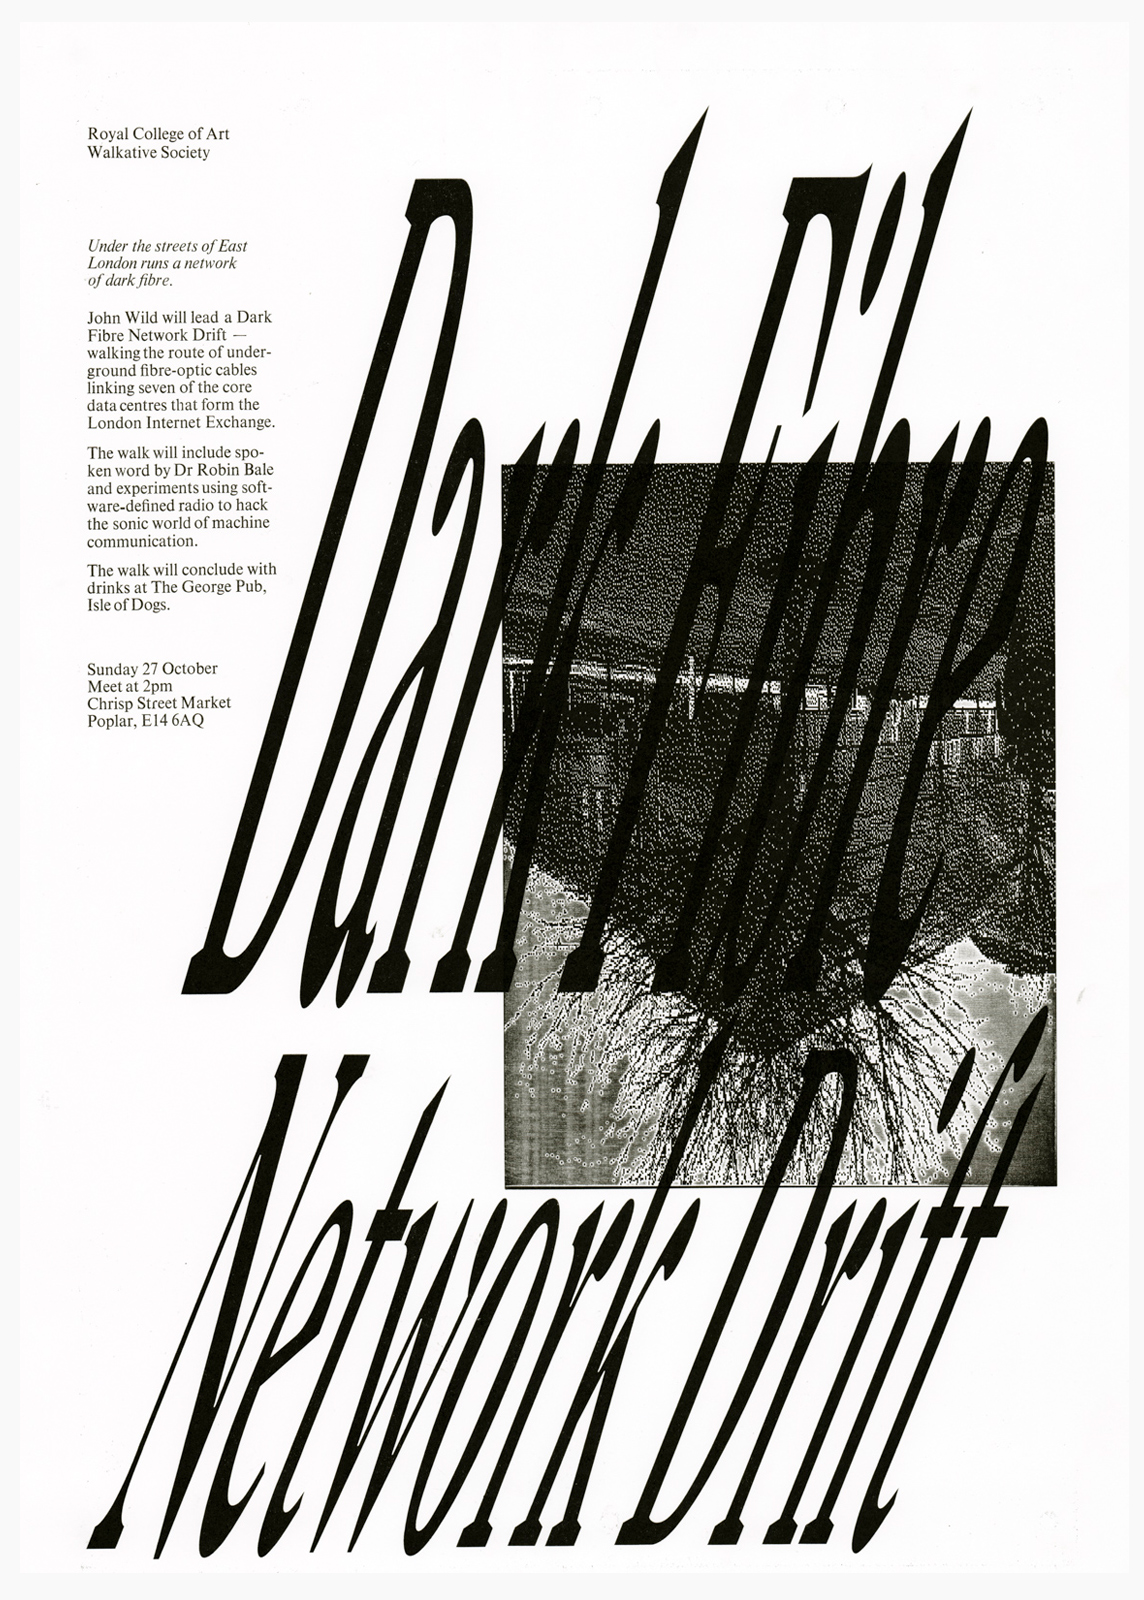 Royal College of Art
Walkative Society
Under the streets of East
London runs a network
of dark fibre.
John Wild will lead a Dark
Fibre Network Drift —
walking the route of under-
ground fibre-optic cables
linking seven of the core
data centres that form the
London Internet Exchange.
The walk will include spo-
ken word by Dr Robin Bale
and experiments using soft-
ware-defined radio to hack
the sonic world of machine
communication.
The walk will conclude with
drinks at The George Pub,
Isle of Dogs.
Sunday 27 October
Meet at 2pm
Chrisp Street Market
Poplar, E14 6AQ
Dark Fibre
Network Drift